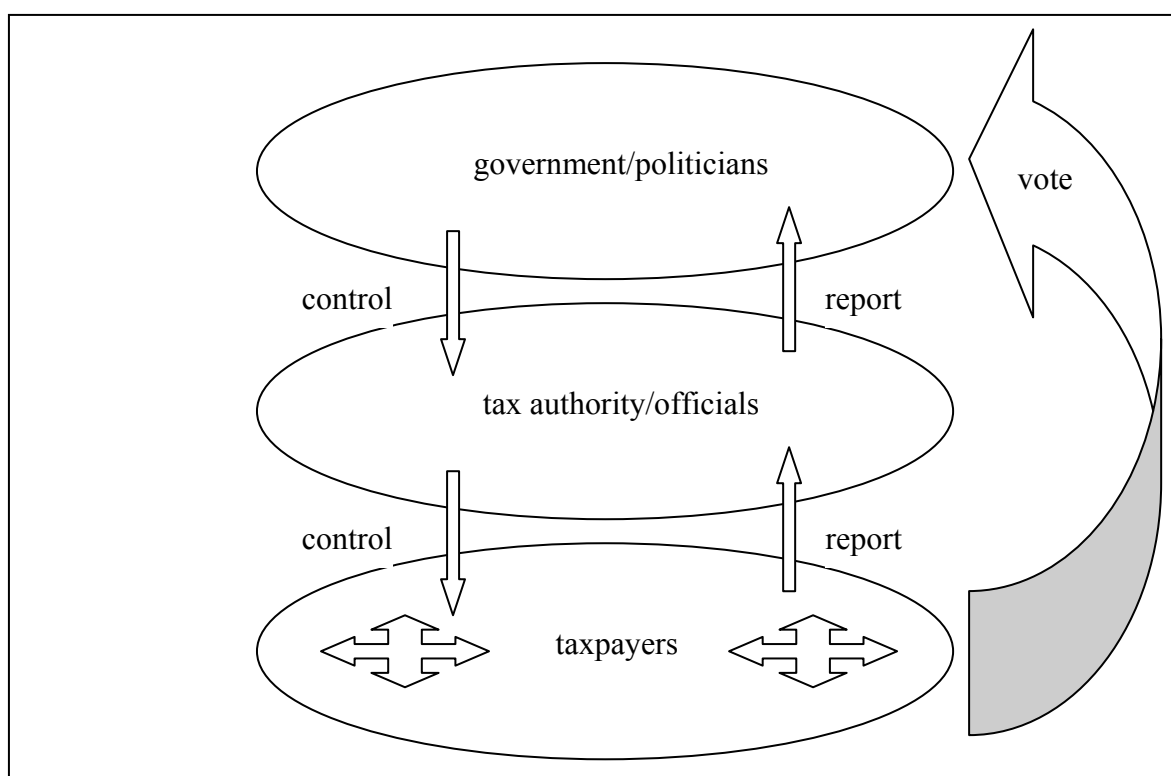 government/politicians
vote
control
report
tax authority/officials
control
report
taxpayers